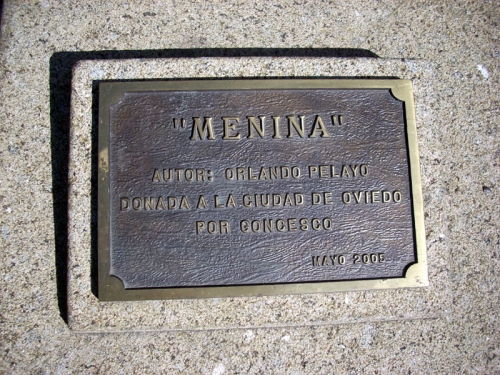 "MENINA"
AUTOR: ORLANDO PELAYO
DONADA A LA CIUDAD DE OVIEDO
POR CONCESCO
MAYO 2005